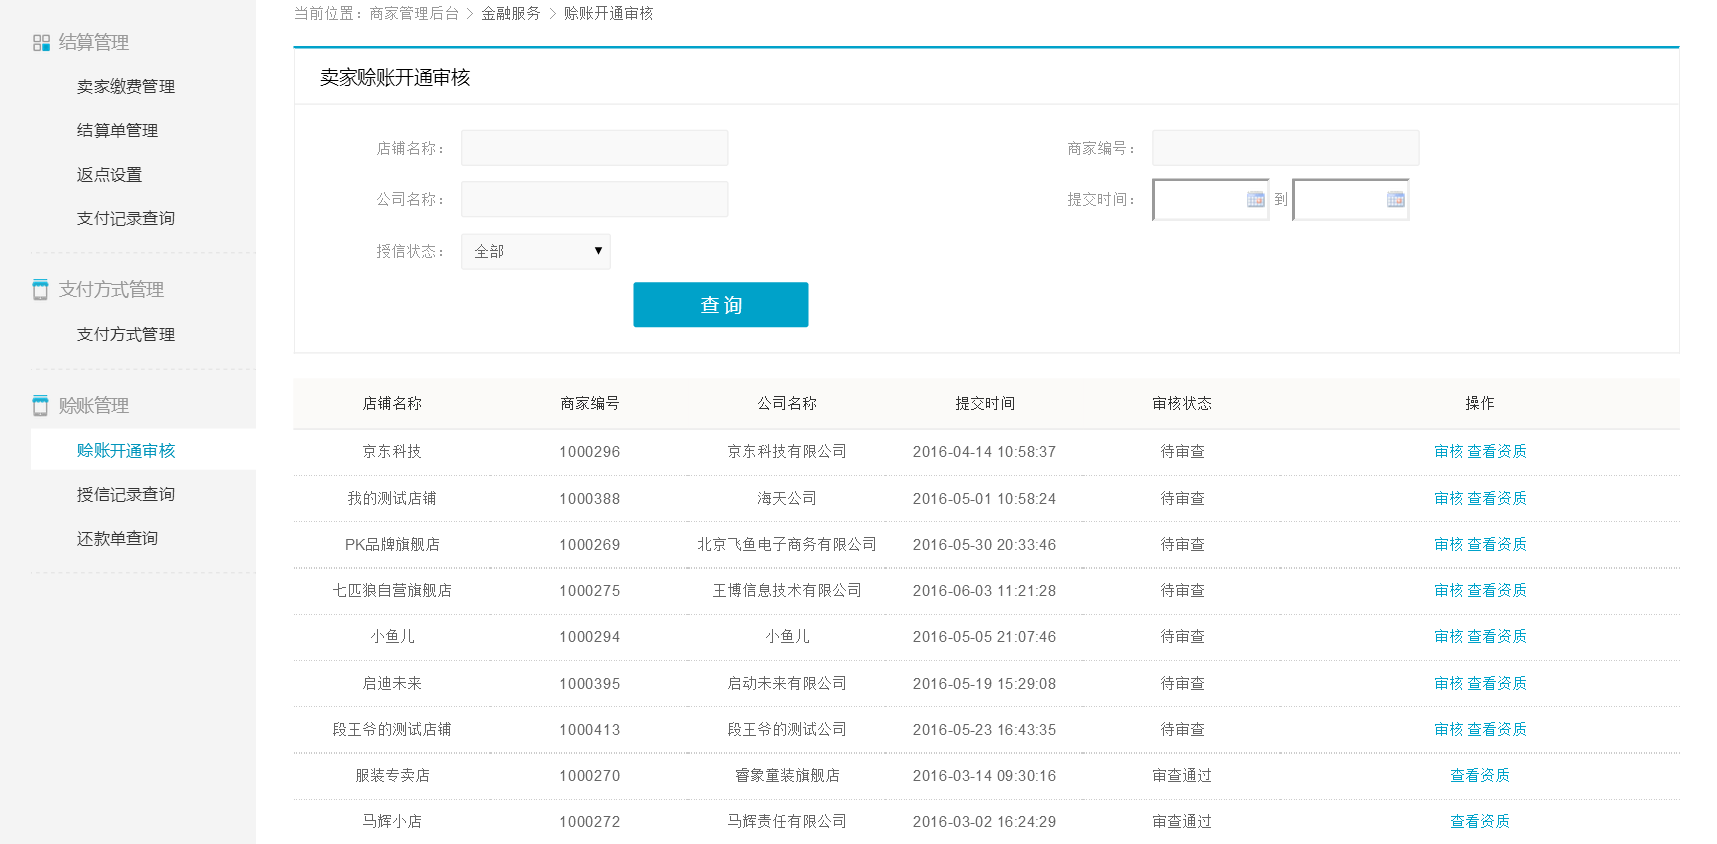 当前位置：商家管理后台 > 金融服务 > 赊账开通审核
结算管理
卖家缴费管理
结算单管理
返点设置
支付记录查询
支付方式管理
支付方式管理
赊账管理
赊账开通审核
授信记录查询
还款单查询
卖家赊账开通审核
店铺名称： 商家编号：
公司名称： 提交时间： 到
授信状态： 全部
查询
店铺名称 商家编号 公司名称 提交时间 审核状态 操作
京东科技 1000296 京东科技有限公司 2016-04-14 10:58:37 待审查 审核 查看资质
我的测试店铺 1000388 海天公司 2016-05-01 10:58:24 待审查 审核 查看资质
PK品牌旗舰店 1000269 北京飞鱼电子商务有限公司 2016-05-30 20:33:46 待审查 审核 查看资质
七匹狼自营旗舰店 1000275 王博信息技术有限公司 2016-06-03 11:21:28 待审查 审核 查看资质
小鱼儿 1000294 小鱼儿 2016-05-05 21:07:46 待审查 审核 查看资质
启迪未来 1000395 启动未来有限公司 2016-05-19 15:29:08 待审查 审核 查看资质
段王爷的测试店铺 1000413 段王爷的测试公司 2016-05-23 16:43:35 待审查 审核 查看资质
服装专卖店 1000270 睿象童装旗舰店 2016-03-14 09:30:16 审查通过 查看资质
马辉小店 1000272 马辉责任有限公司 2016-03-02 16:24:29 审查通过 查看资质